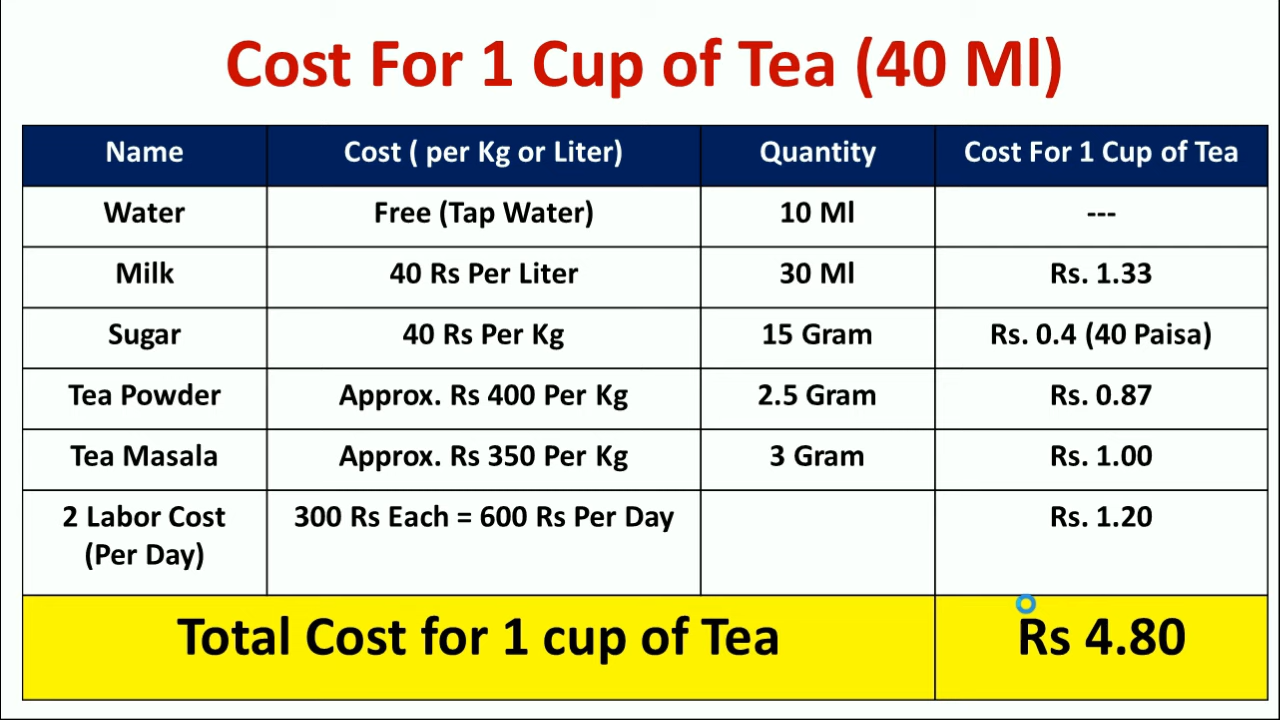 Cost For 1 Cup of Tea (40 Ml)
Name Cost ( per Kg or Liter) Quantity Cost For 1 Cup of Tea
Water Free (Tap Water) 10 Ml ---
Milk 40 Rs Per Liter 30 Ml Rs. 1.33
Sugar 40 Rs Per Kg 15 Gram Rs. 0.4 (40 Paisa)
Tea Powder Approx. Rs 400 Per Kg 2.5 Gram Rs. 0.87
Tea Masala Approx. Rs 350 Per Kg 3 Gram Rs. 1.00
2 Labor Cost 300 Rs Each = 600 Rs Per Day Rs. 1.20
(Per Day)
Total Cost for 1 cup of Tea Rs 4.80